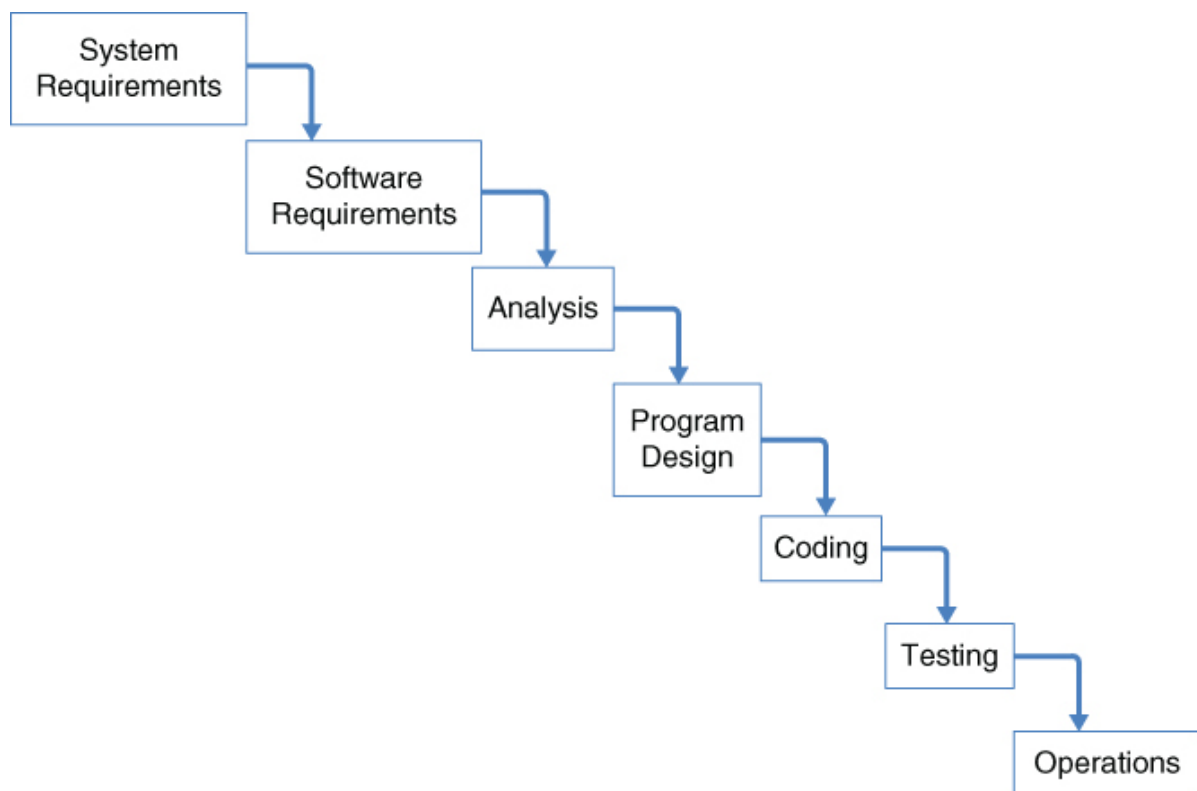 System
Requirements
Software
Requirements
Analysis
Program
Design
Coding
Testing
Operations